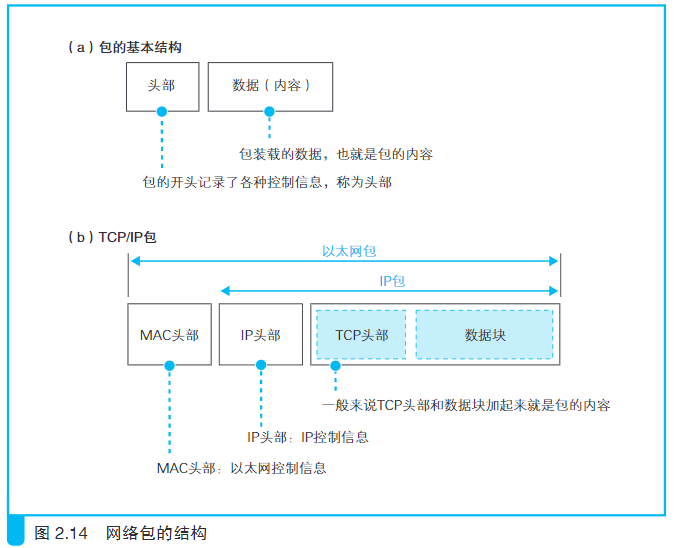 （a）包的基本结构
头部
数据（内容）
包装载的数据，也就是包的内容
包的开头记录了各种控制信息，称为头部
（b）TCP/IP包
以太网包
IP包
MAC头部
IP头部
TCP头部
数据块
一般来说TCP头部和数据块加起来就是包的内容
IP头部：IP控制信息
MAC头部：以太网控制信息
图 2.14 网络包的结构